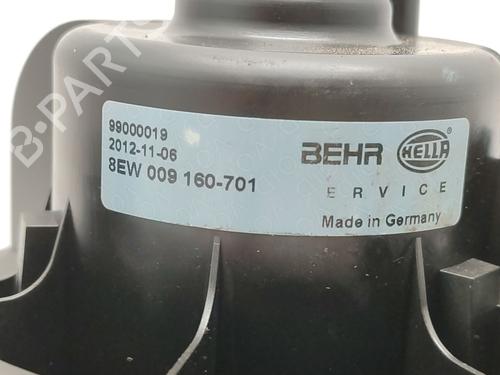 B-PARTS
99000019
2012-11-06
8EW 009 160-701
BEHR HELLA
ERVICE
Made in Germany